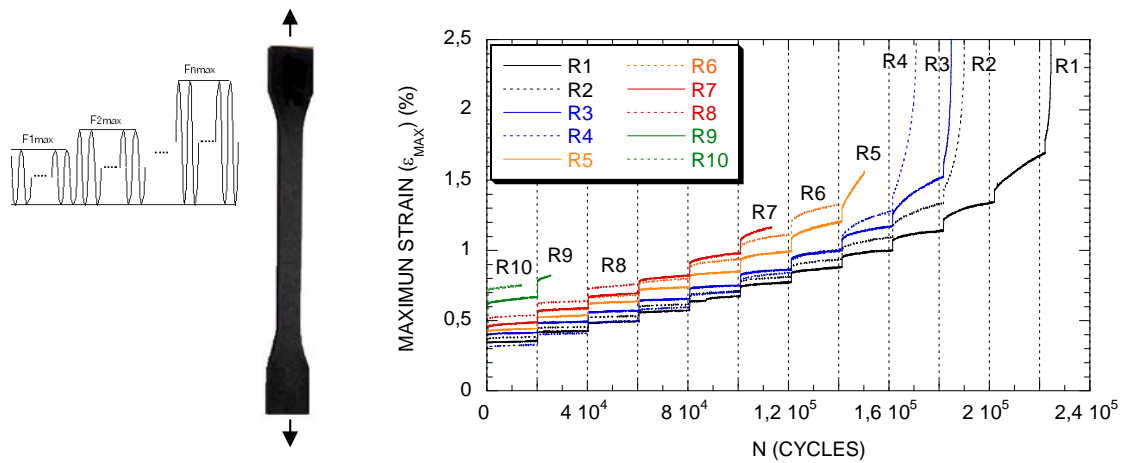 F1max
F2max
Fnmax
....
....
....
....
MAXIMUN STRAIN (ε_MAX) (%)
2,5
2
1,5
1
0,5
0
R1
R2
R3
R4
R5
R6
R7
R8
R9
R10
R10
R9
R8
R7
R6
R5
R4
R3
R2
R1
0
4 10⁴
8 10⁴
1,2 10⁵
1,6 10⁵
2 10⁵
2,4 10⁵
N (CYCLES)